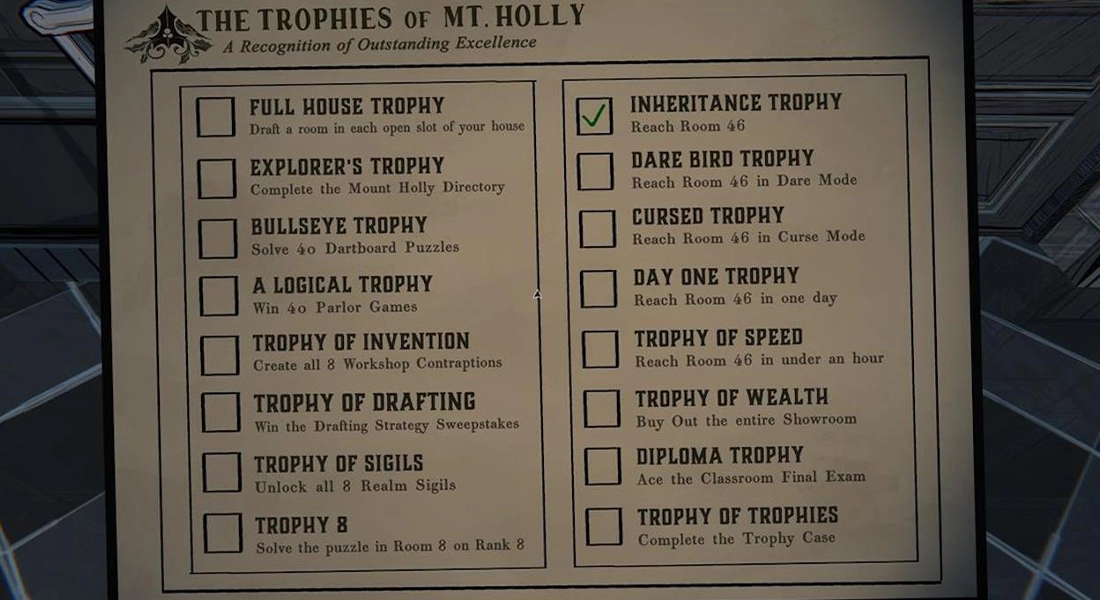 THE TROPHIES OF MT. HOLLY
A Recognition of Outstanding Excellence
FULL HOUSE TROPHY
Draft a room in each open slot of your house
EXPLORER'S TROPHY
Complete the Mount Holly Directory
BULLSEYE TROPHY
Solve 40 Dartboard Puzzles
A LOGICAL TROPHY
Win 40 Parlor Games
TROPHY OF INVENTION
Create all 8 Workshop Contraptions
TROPHY OF DRAFTING
Win the Drafting Strategy Sweepstakes
TROPHY OF SIGILS
Unlock all 8 Realm Sigils
TROPHY 8
Solve the puzzle in Room 8 on Rank 8
INHERITANCE TROPHY
Reach Room 46
DARE BIRD TROPHY
Reach Room 46 in Dare Mode
CURSED TROPHY
Reach Room 46 in Curse Mode
DAY ONE TROPHY
Reach Room 46 in one day
TROPHY OF SPEED
Reach Room 46 in under an hour
TROPHY OF WEALTH
Buy Out the entire Showroom
DIPLOMA TROPHY
Ace the Classroom Final Exam
TROPHY OF TROPHIES
Complete the Trophy Case